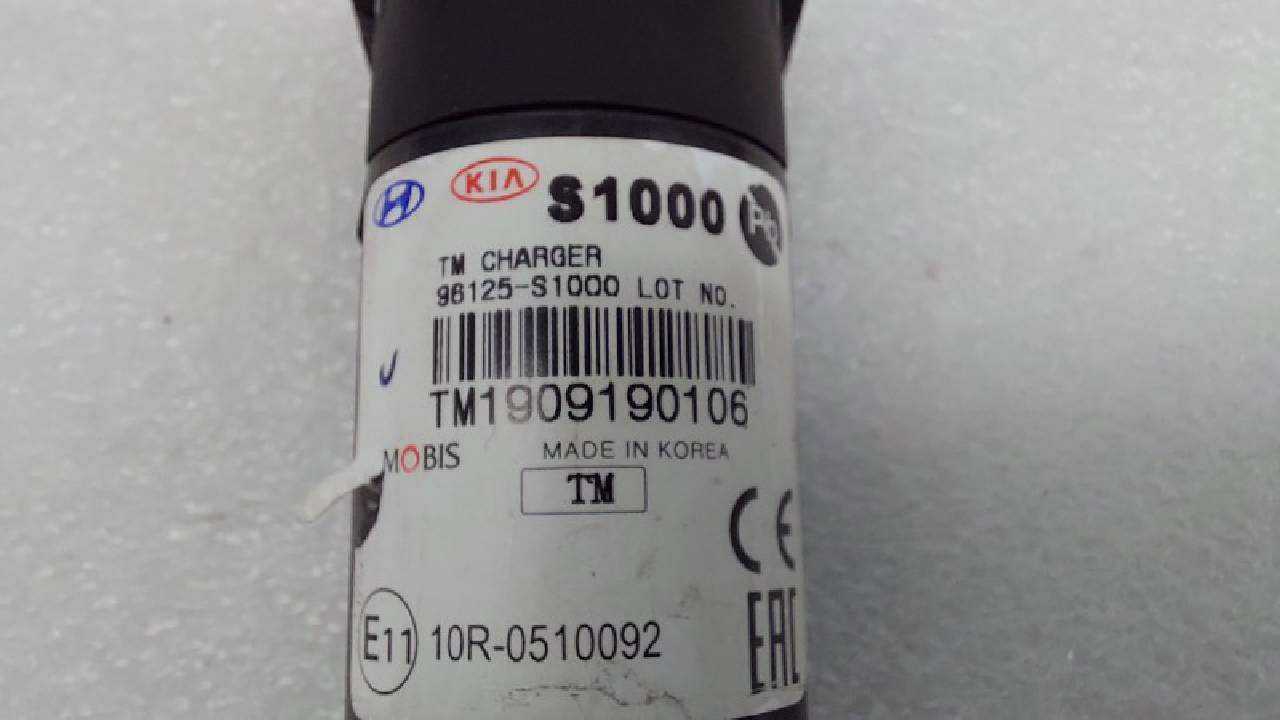 KIA S1000 Pb
TM CHARGER
96125-S1000 LOT NO.
TM1909190106
MOBIS MADE IN KOREA
TM
CE
EAC
E11 10R-0510092